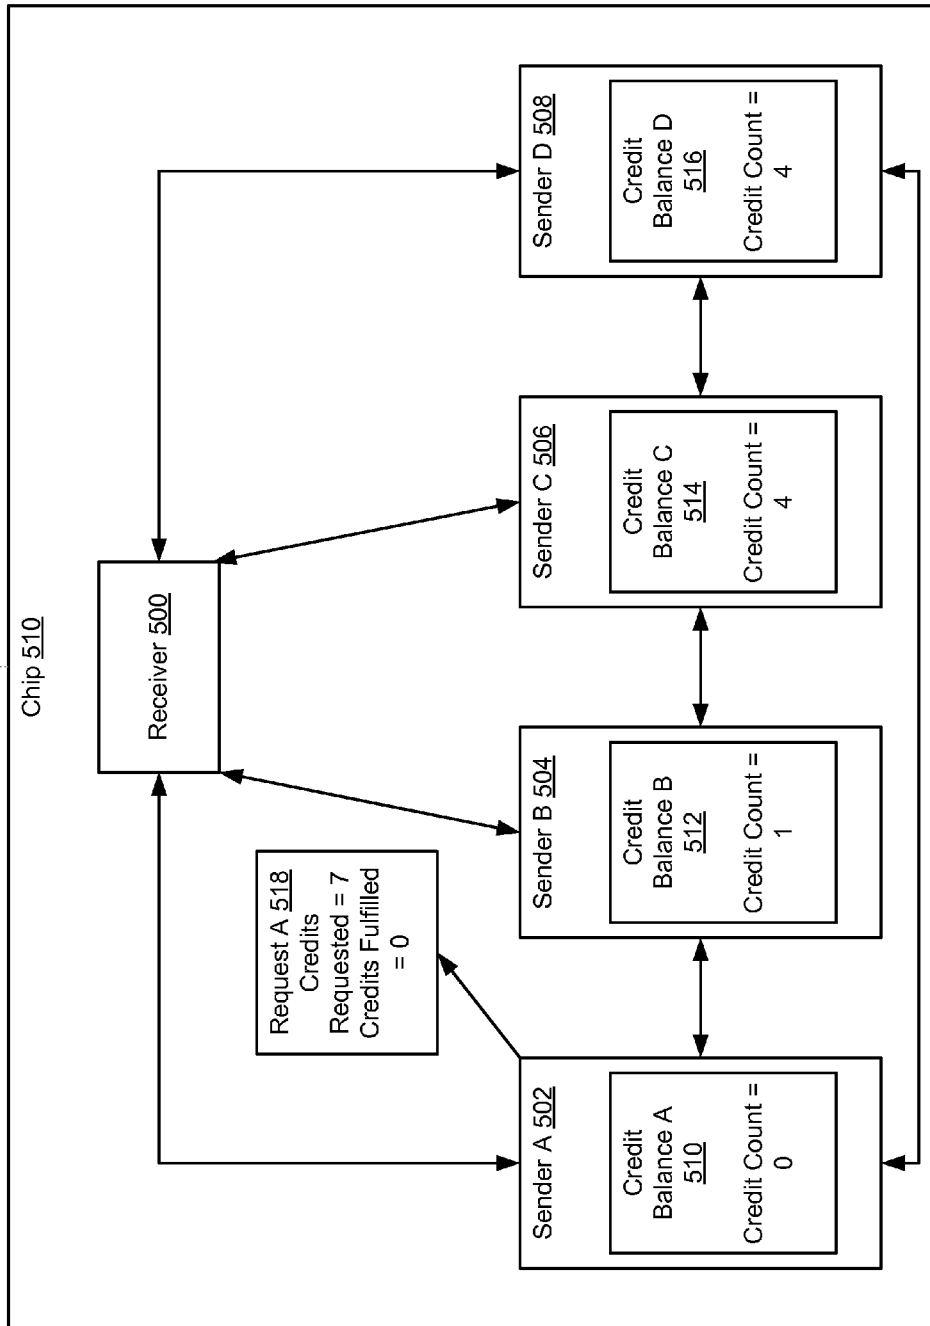 Chip 510
Receiver 500
Request A 518
Credits
Requested = 7
Credits Fulfilled
= 0
Sender A 502
Credit
Balance A
510
Credit Count =
0
Sender B 504
Credit
Balance B
512
Credit Count =
1
Sender C 506
Credit
Balance C
514
Credit Count =
4
Sender D 508
Credit
Balance D
516
Credit Count =
4